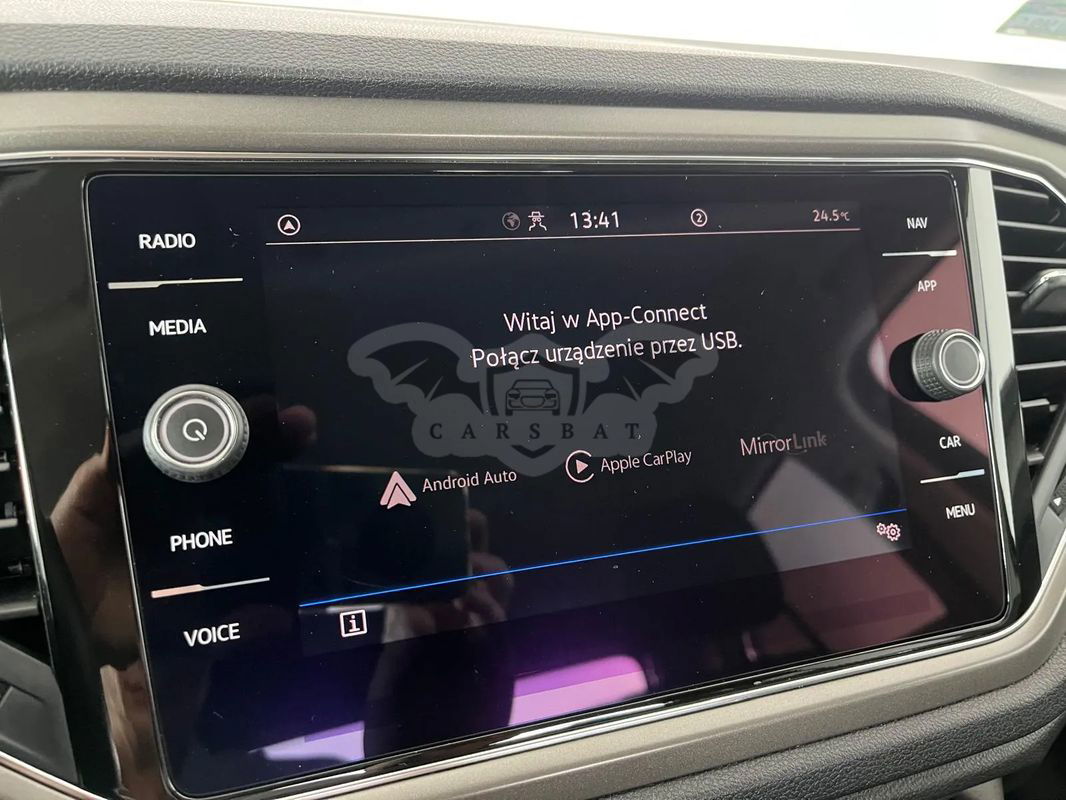 RADIO
MEDIA
PHONE
VOICE
13:41
2
24.5°C
Witaj w App-Connect
Połącz urządzenie przez USB.
CARSBAT
Android Auto
Apple CarPlay
MirrorLink
i
NAV
APP
CAR
MENU